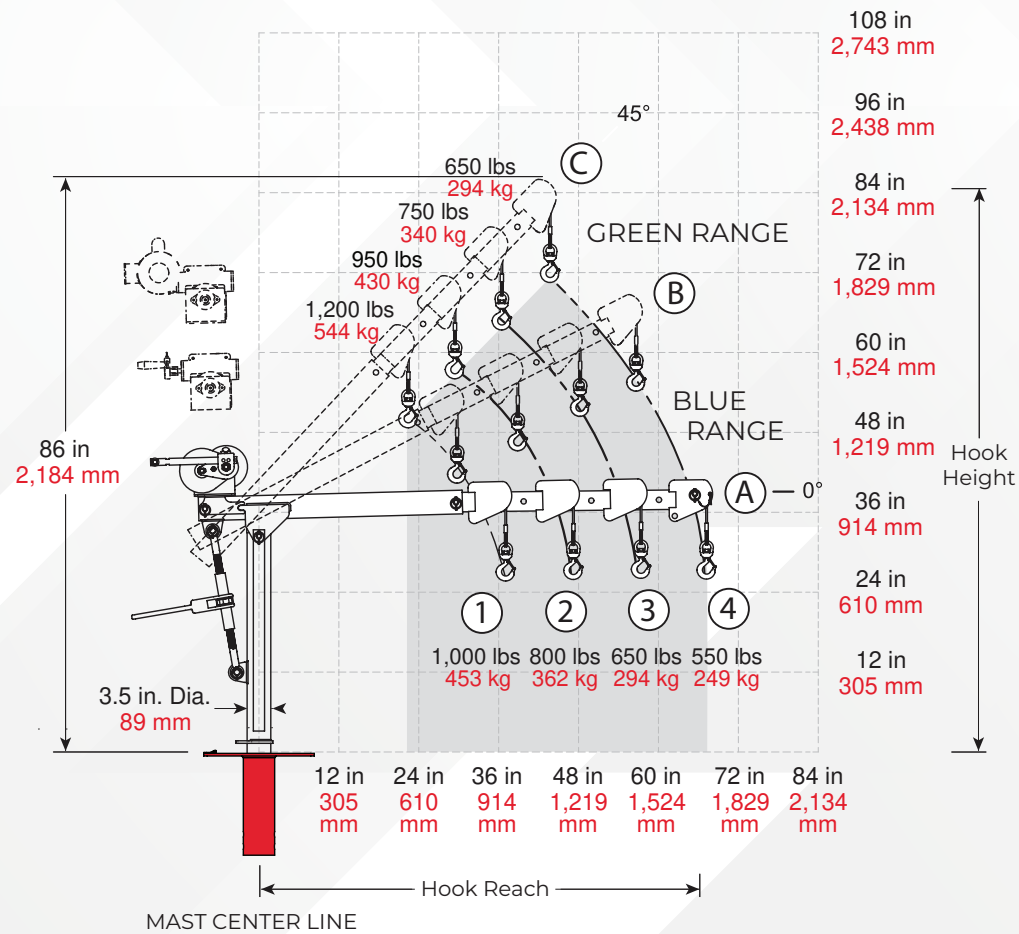 108 in
2,743 mm
45°
96 in
2,438 mm
C
650 lbs
294 kg
84 in
2,134 mm
750 lbs
340 kg
GREEN RANGE
950 lbs
430 kg
72 in
1,829 mm
B
1,200 lbs
544 kg
60 in
1,524 mm
BLUE
RANGE
48 in
1,219 mm
86 in
2,184 mm
Hook
Height
A
0°
36 in
914 mm
24 in
610 mm
1
2
3
4
1,000 lbs
453 kg
800 lbs
362 kg
650 lbs
294 kg
550 lbs
249 kg
12 in
305 mm
3.5 in. Dia.
89 mm
12 in
305
mm
24 in
610
mm
36 in
914
mm
48 in
1,219
mm
60 in
1,524
mm
72 in
1,829
mm
84 in
2,134
mm
Hook Reach
MAST CENTER LINE